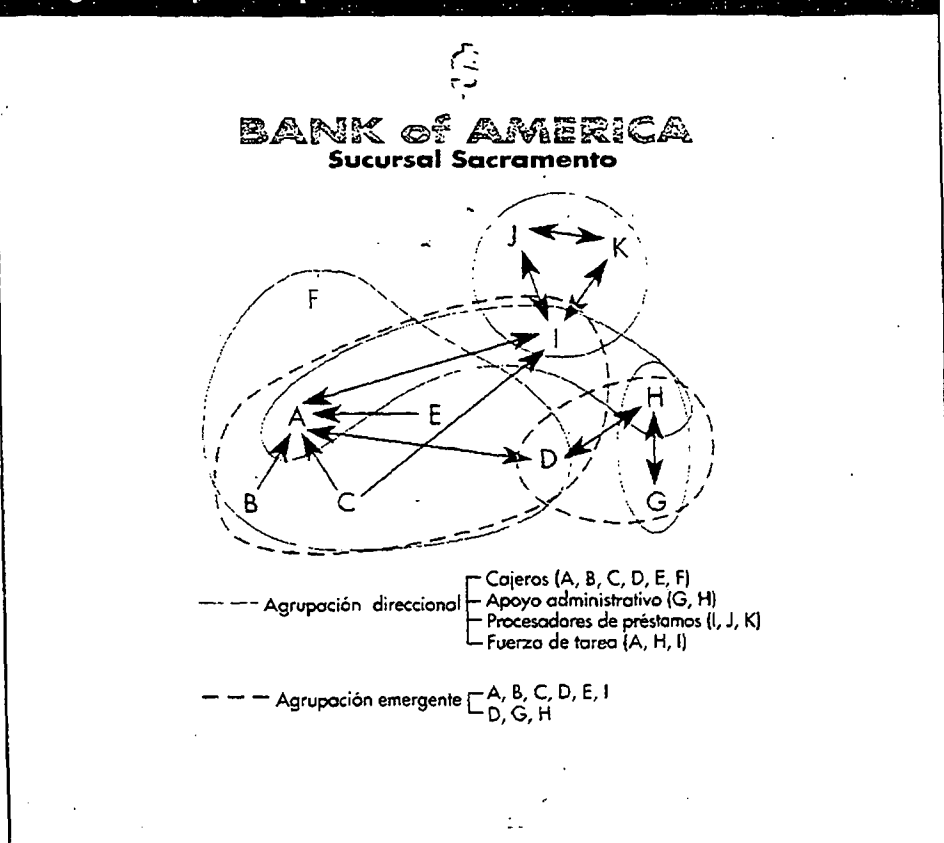 BANK of AMERICA
Sucursal Sacramento
J
K
F
I
A
E
H
D
B
C
G
Agrupación direccional
Cajeros (A, B, C, D, E, F)
Apoyo administrativo (G, H)
Procesadores de préstamos (I, J, K)
Fuerza de tarea (A, H, I)
Agrupación emergente
A, B, C, D, E, I
D, G, H